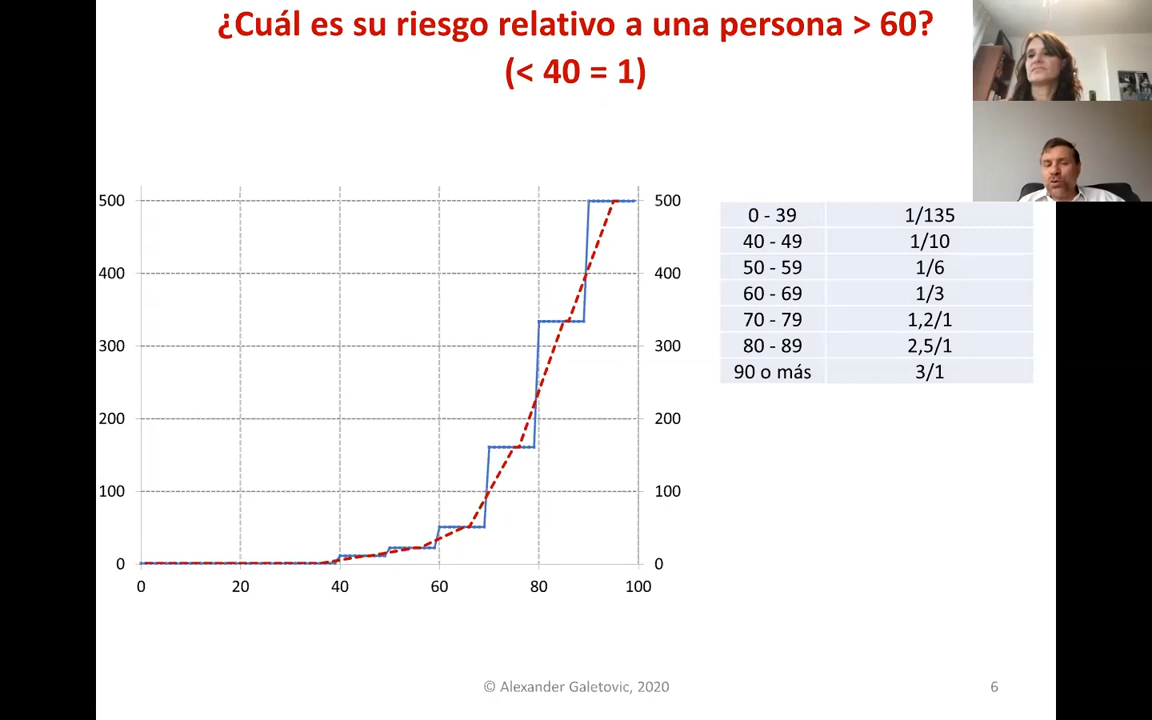 ¿Cuál es su riesgo relativo a una persona > 60?
(< 40 = 1)
500
400
300
200
100
0
0 20 40 60 80 100
500
400
300
200
100
0
0 - 39 1/135
40 - 49 1/10
50 - 59 1/6
60 - 69 1/3
70 - 79 1,2/1
80 - 89 2,5/1
90 o más 3/1
© Alexander Galetovic, 2020
6